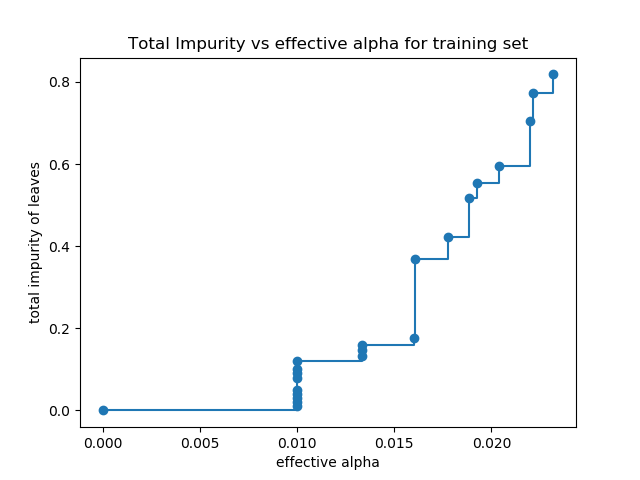 Total Impurity vs effective alpha for training set
total impurity of leaves
0.8
0.6
0.4
0.2
0.0
0.000 0.005 0.010 0.015 0.020
effective alpha